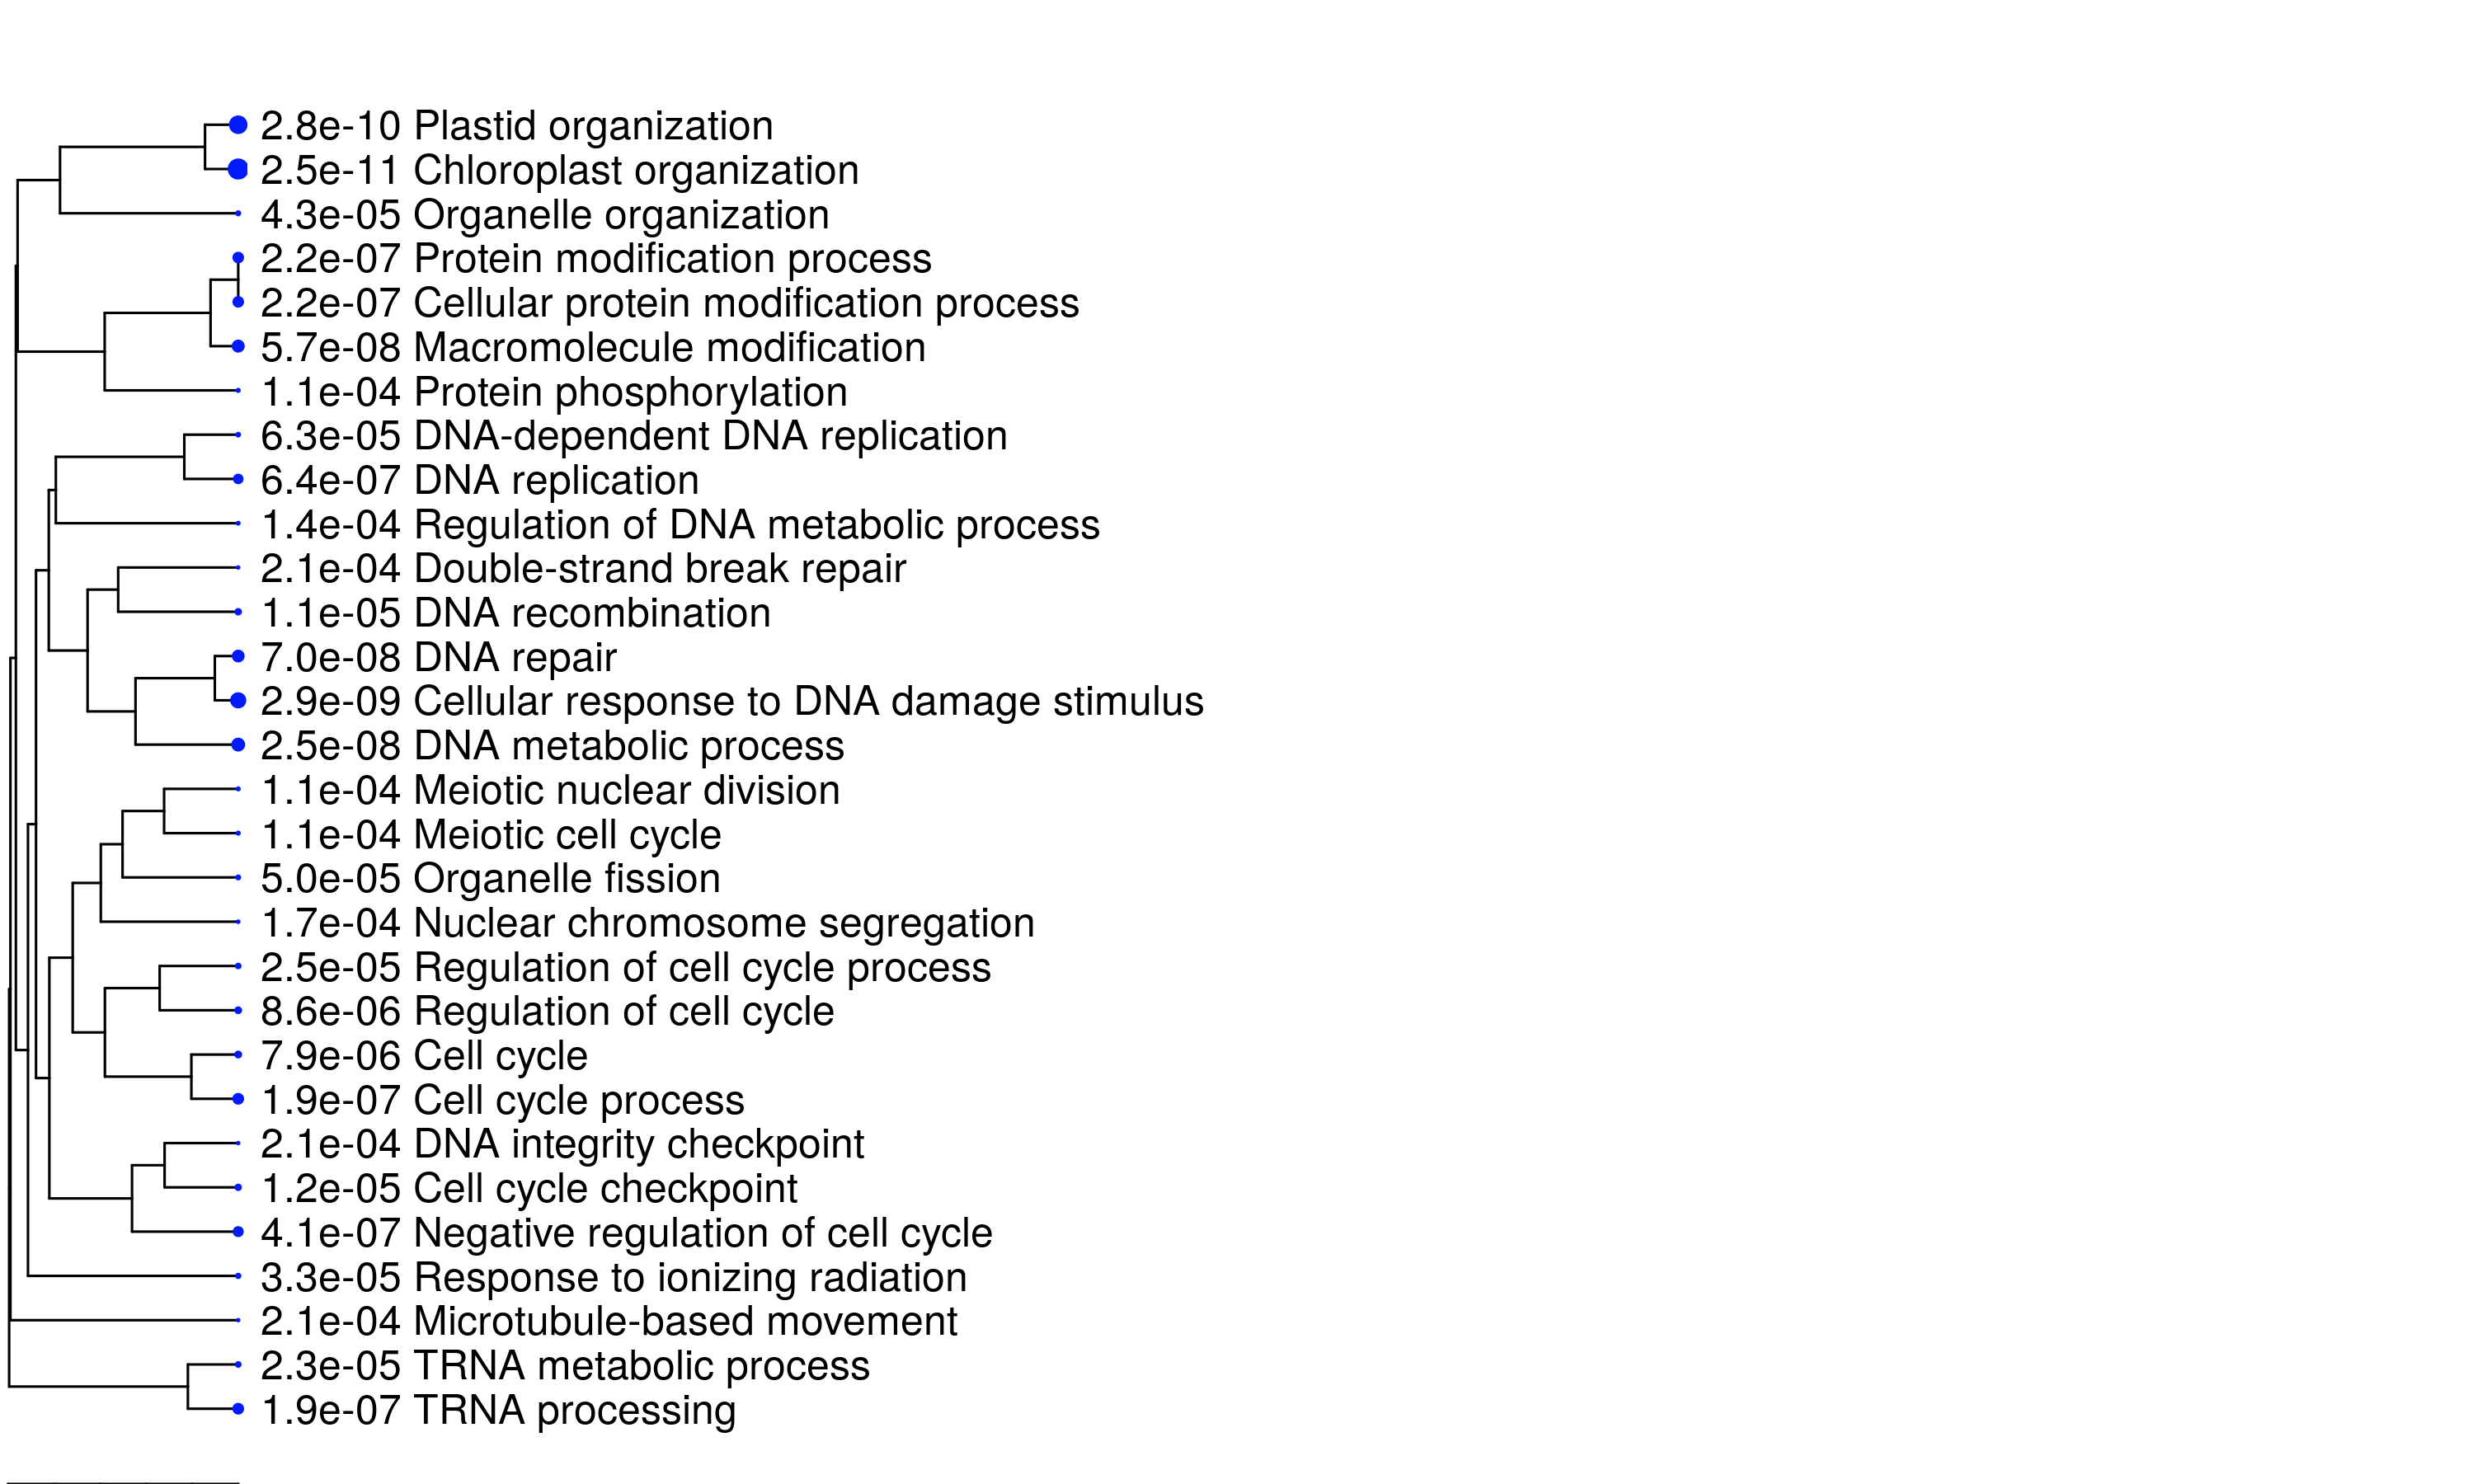 2.8e-10 Plastid organization
2.5e-11 Chloroplast organization
4.3e-05 Organelle organization
2.2e-07 Protein modification process
2.2e-07 Cellular protein modification process
5.7e-08 Macromolecule modification
1.1e-04 Protein phosphorylation
6.3e-05 DNA-dependent DNA replication
6.4e-07 DNA replication
1.4e-04 Regulation of DNA metabolic process
2.1e-04 Double-strand break repair
1.1e-05 DNA recombination
7.0e-08 DNA repair
2.9e-09 Cellular response to DNA damage stimulus
2.5e-08 DNA metabolic process
1.1e-04 Meiotic nuclear division
1.1e-04 Meiotic cell cycle
5.0e-05 Organelle fission
1.7e-04 Nuclear chromosome segregation
2.5e-05 Regulation of cell cycle process
8.6e-06 Regulation of cell cycle
7.9e-06 Cell cycle
1.9e-07 Cell cycle process
2.1e-04 DNA integrity checkpoint
1.2e-05 Cell cycle checkpoint
4.1e-07 Negative regulation of cell cycle
3.3e-05 Response to ionizing radiation
2.1e-04 Microtubule-based movement
2.3e-05 TRNA metabolic process
1.9e-07 TRNA processing